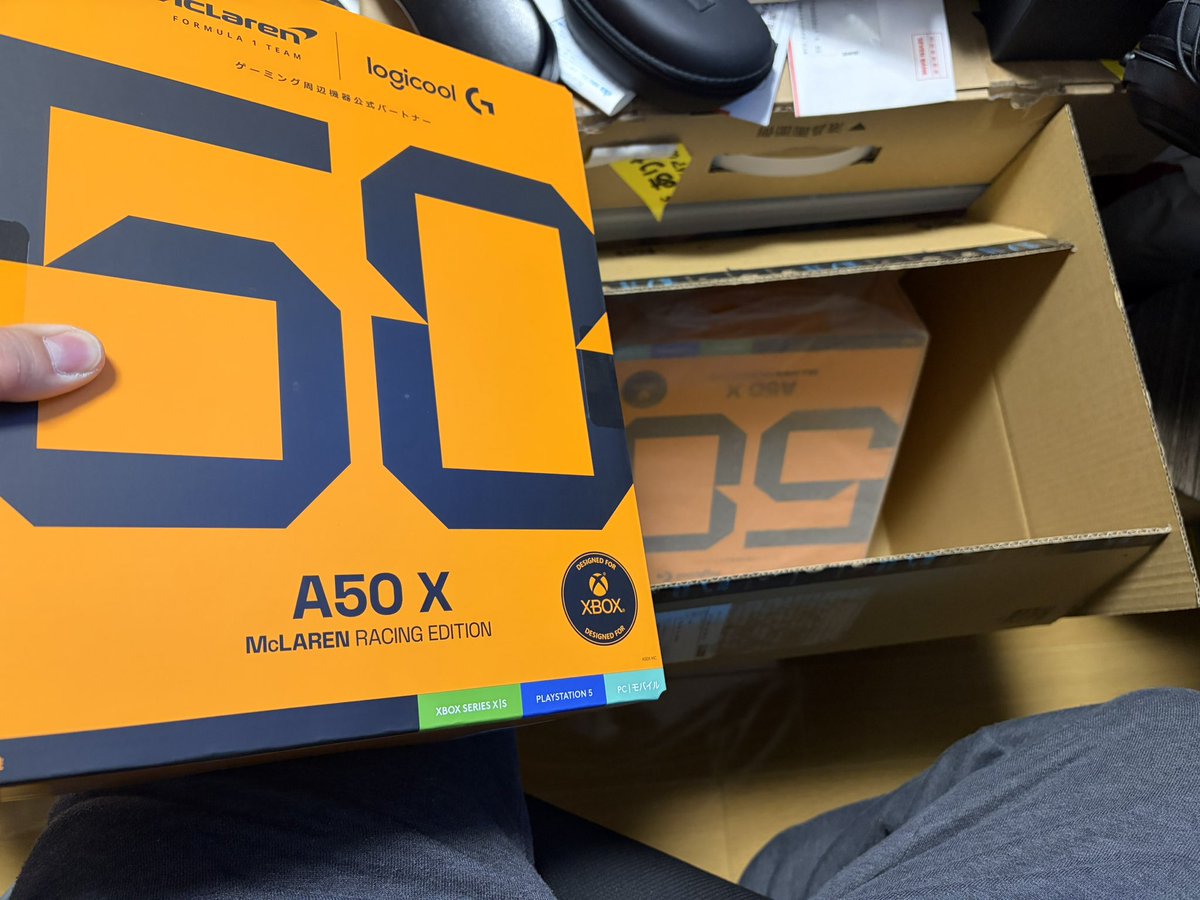 McLaren
FORMULA 1 TEAM
logicool G
ゲーミング周辺機器公式パートナー
50
A50 X
McLAREN RACING EDITION
DESIGNED FOR
XBOX
DESIGNED FOR
XBOX SERIES X|S
PLAYSTATION 5
PC|モバイル
A50 X
50